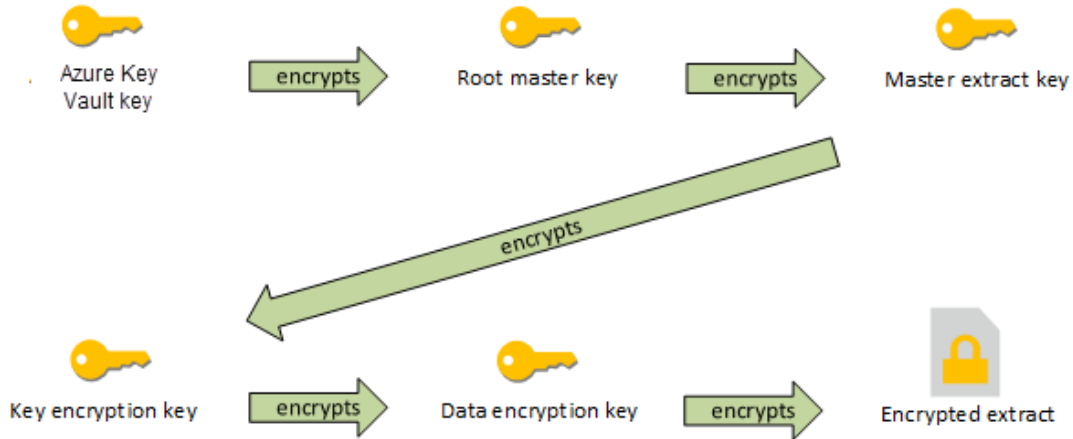 Azure Key
Vault key
encrypts
Root master key
encrypts
Master extract key
encrypts
Key encryption key
encrypts
Data encryption key
encrypts
Encrypted extract